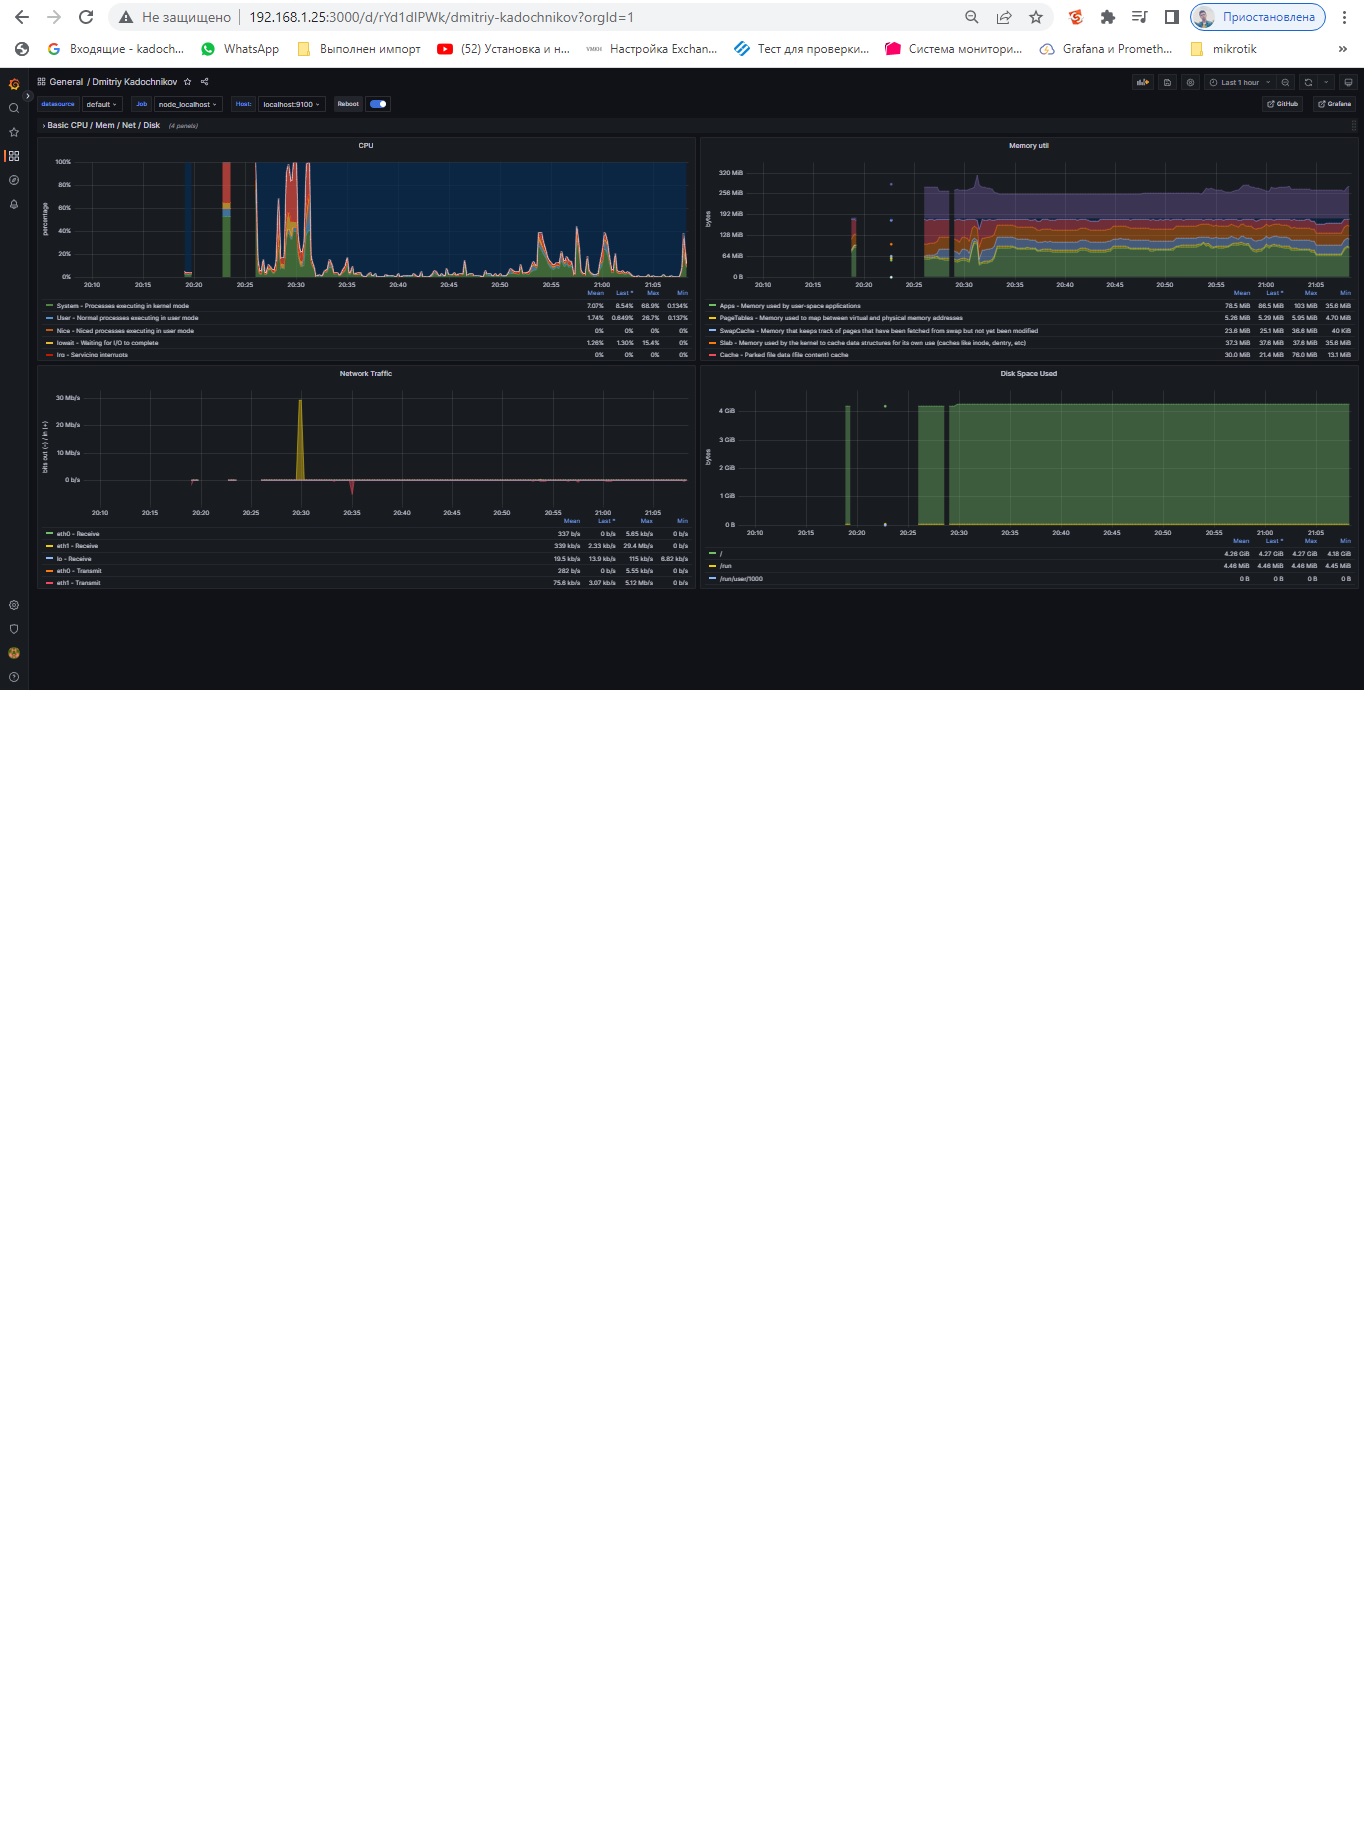 Не защищено 192.168.1.25:3000/d/rYd1dIPWk/dmitriy-kadochnikov?orgId=1 Приостановлена
Входящие - kadoch... WhatsApp Выполнен импорт (52) Установка и н... Настройка Exchan... Тест для проверки... Система монитори... Grafana и Prometh... mikrotik »
General / Dmitriy Kadochnikov Last 1 hour
datasource default Job node_localhost Host: localhost:9100 Reboot GitHub Grafana
Basic CPU / Mem / Net / Disk (4 panels)
CPU
percentage
100%
80%
60%
40%
20%
0%
20:10 20:15 20:20 20:25 20:30 20:35 20:40 20:45 20:50 20:55 21:00 21:05
Mean Last * Max Min
System - Processes executing in kernel mode 7.07% 8.54% 68.9% 0.134%
User - Normal processes executing in user mode 1.74% 0.649% 26.7% 0.137%
Nice - Niced processes executing in user mode 0% 0% 0% 0%
Iowait - Waiting for I/O to complete 1.26% 1.30% 15.4% 0%
Irq - Servicing interrupts 0% 0% 0% 0%
Memory util
bytes
320 MiB
256 MiB
192 MiB
128 MiB
64 MiB
0 B
20:10 20:15 20:20 20:25 20:30 20:35 20:40 20:45 20:50 20:55 21:00 21:05
Mean Last * Max Min
Apps - Memory used by user-space applications 78.5 MiB 86.5 MiB 103 MiB 35.6 MiB
PageTables - Memory used to map between virtual and physical memory addresses 5.26 MiB 5.29 MiB 5.95 MiB 4.70 MiB
SwapCache - Memory that keeps track of pages that have been fetched from swap but not yet been modified 23.8 MiB 25.1 MiB 36.6 MiB 40 KiB
Slab - Memory used by the kernel to cache data structures for its own use (caches like inode, dentry, etc) 37.3 MiB 37.6 MiB 37.6 MiB 35.6 MiB
Cache - Parked file data (file content) cache 30.0 MiB 21.4 MiB 76.0 MiB 13.1 MiB
Network Traffic
bits out (-) / in (+)
30 Mb/s
20 Mb/s
10 Mb/s
0 b/s
20:10 20:15 20:20 20:25 20:30 20:35 20:40 20:45 20:50 20:55 21:00 21:05
Mean Last * Max Min
eth0 - Receive 337 b/s 0 b/s 5.65 kb/s 0 b/s
eth1 - Receive 339 kb/s 2.33 kb/s 29.4 Mb/s 0 b/s
lo - Receive 19.5 kb/s 13.9 kb/s 115 kb/s 6.82 kb/s
eth0 - Transmit 282 b/s 0 b/s 5.55 kb/s 0 b/s
eth1 - Transmit 75.6 kb/s 3.07 kb/s 5.12 Mb/s 0 b/s
Disk Space Used
bytes
4 GiB
3 GiB
2 GiB
1 GiB
0 B
20:10 20:15 20:20 20:25 20:30 20:35 20:40 20:45 20:50 20:55 21:00 21:05
Mean Last * Max Min
/ 4.26 GiB 4.27 GiB 4.27 GiB 4.18 GiB
/run 4.46 MiB 4.46 MiB 4.46 MiB 4.45 MiB
/run/user/1000 0 B 0 B 0 B 0 B